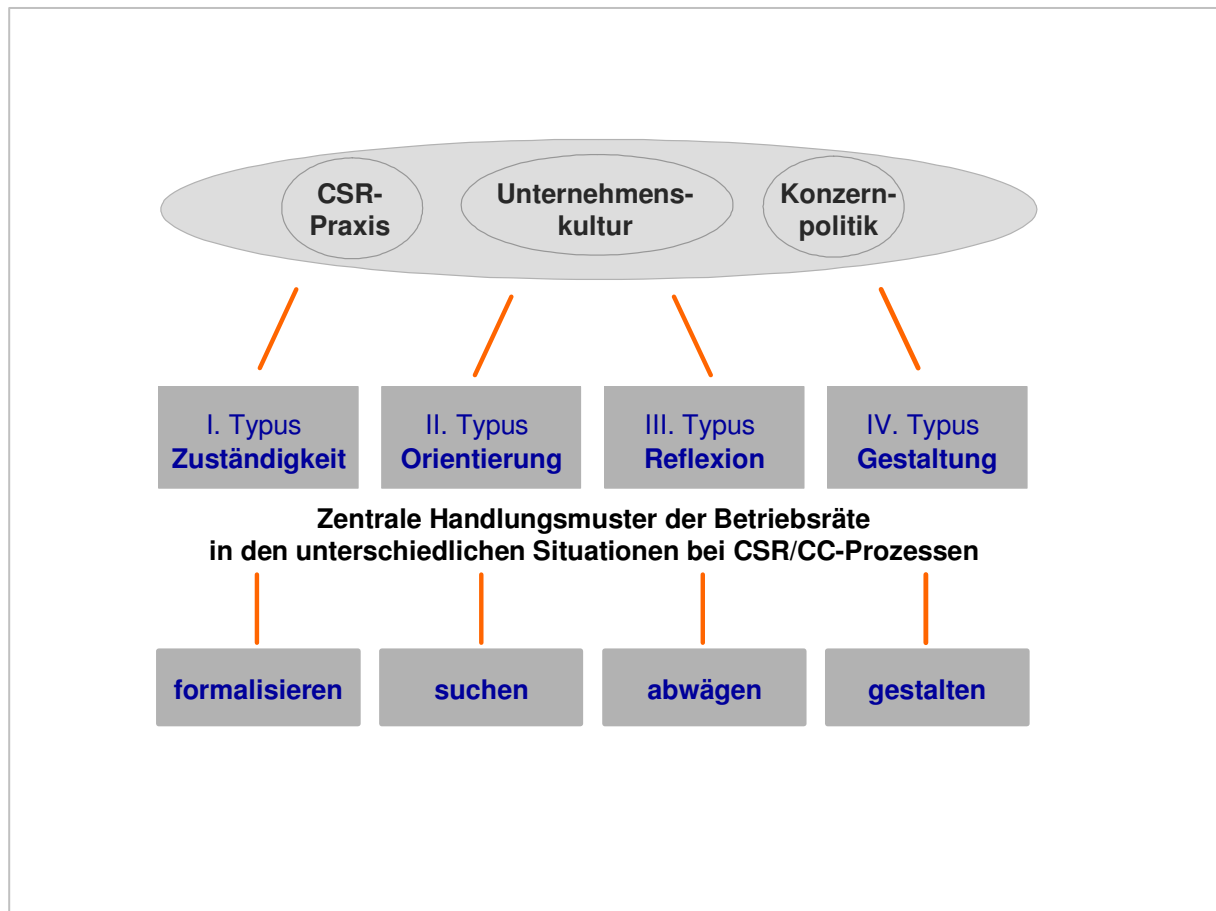 CSR-
Praxis
Unternehmens-
kultur
Konzern-
politik
I. Typus
Zuständigkeit
II. Typus
Orientierung
III. Typus
Reflexion
IV. Typus
Gestaltung
Zentrale Handlungsmuster der Betriebsräte
in den unterschiedlichen Situationen bei CSR/CC-Prozessen
formalisieren
suchen
abwägen
gestalten